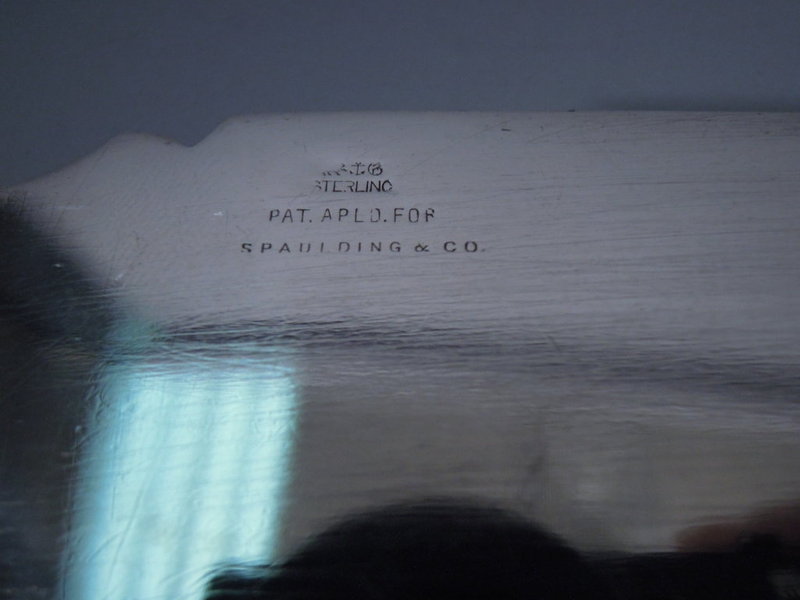 STERLING
PAT. APLD. FOR
SPAULDING & CO.